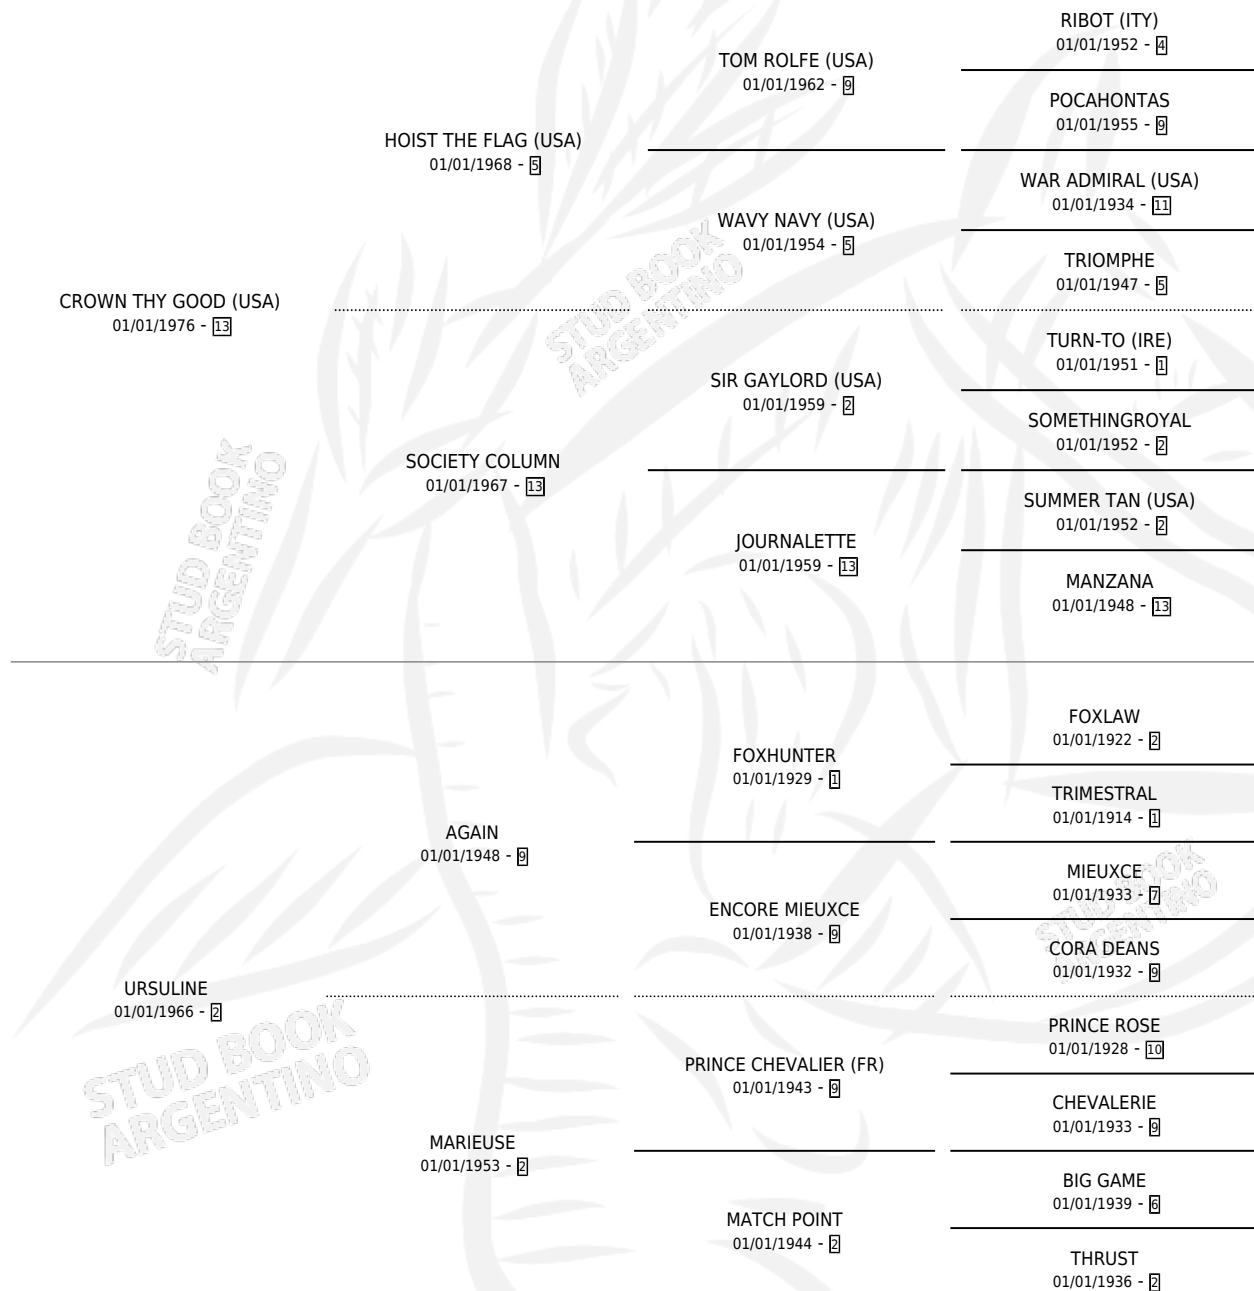 RIBOT (ITY)
01/01/1952 - 4
TOM ROLFE (USA)
01/01/1962 - 9
POCAHONTAS
01/01/1955 - 9
HOIST THE FLAG (USA)
01/01/1968 - 5
WAR ADMIRAL (USA)
01/01/1934 - 11
WAVY NAVY (USA)
01/01/1954 - 5
TRIOMPHE
01/01/1947 - 5
CROWN THY GOOD (USA)
01/01/1976 - 13
TURN-TO (IRE)
01/01/1951 - 1
SIR GAYLORD (USA)
01/01/1959 - 2
SOMETHINGROYAL
01/01/1952 - 2
SOCIETY COLUMN
01/01/1967 - 13
SUMMER TAN (USA)
01/01/1952 - 2
JOURNALETTE
01/01/1959 - 13
MANZANA
01/01/1948 - 13
FOXLAW
01/01/1922 - 2
FOXHUNTER
01/01/1929 - 1
TRIMESTRAL
01/01/1914 - 1
AGAIN
01/01/1948 - 9
MIEUXCE
01/01/1933 - 7
ENCORE MIEUXCE
01/01/1938 - 9
CORA DEANS
01/01/1932 - 9
URSULINE
01/01/1966 - 2
PRINCE ROSE
01/01/1928 - 10
PRINCE CHEVALIER (FR)
01/01/1943 - 9
CHEVALERIE
01/01/1933 - 9
MARIEUSE
01/01/1953 - 2
BIG GAME
01/01/1939 - 6
MATCH POINT
01/01/1944 - 2
THRUST
01/01/1936 - 2
STUD BOOK
ARGENTINO
STUD BOOK
ARGENTINO
STUD BOOK
ARGENTINO
STUD BOOK
ARGENTINO